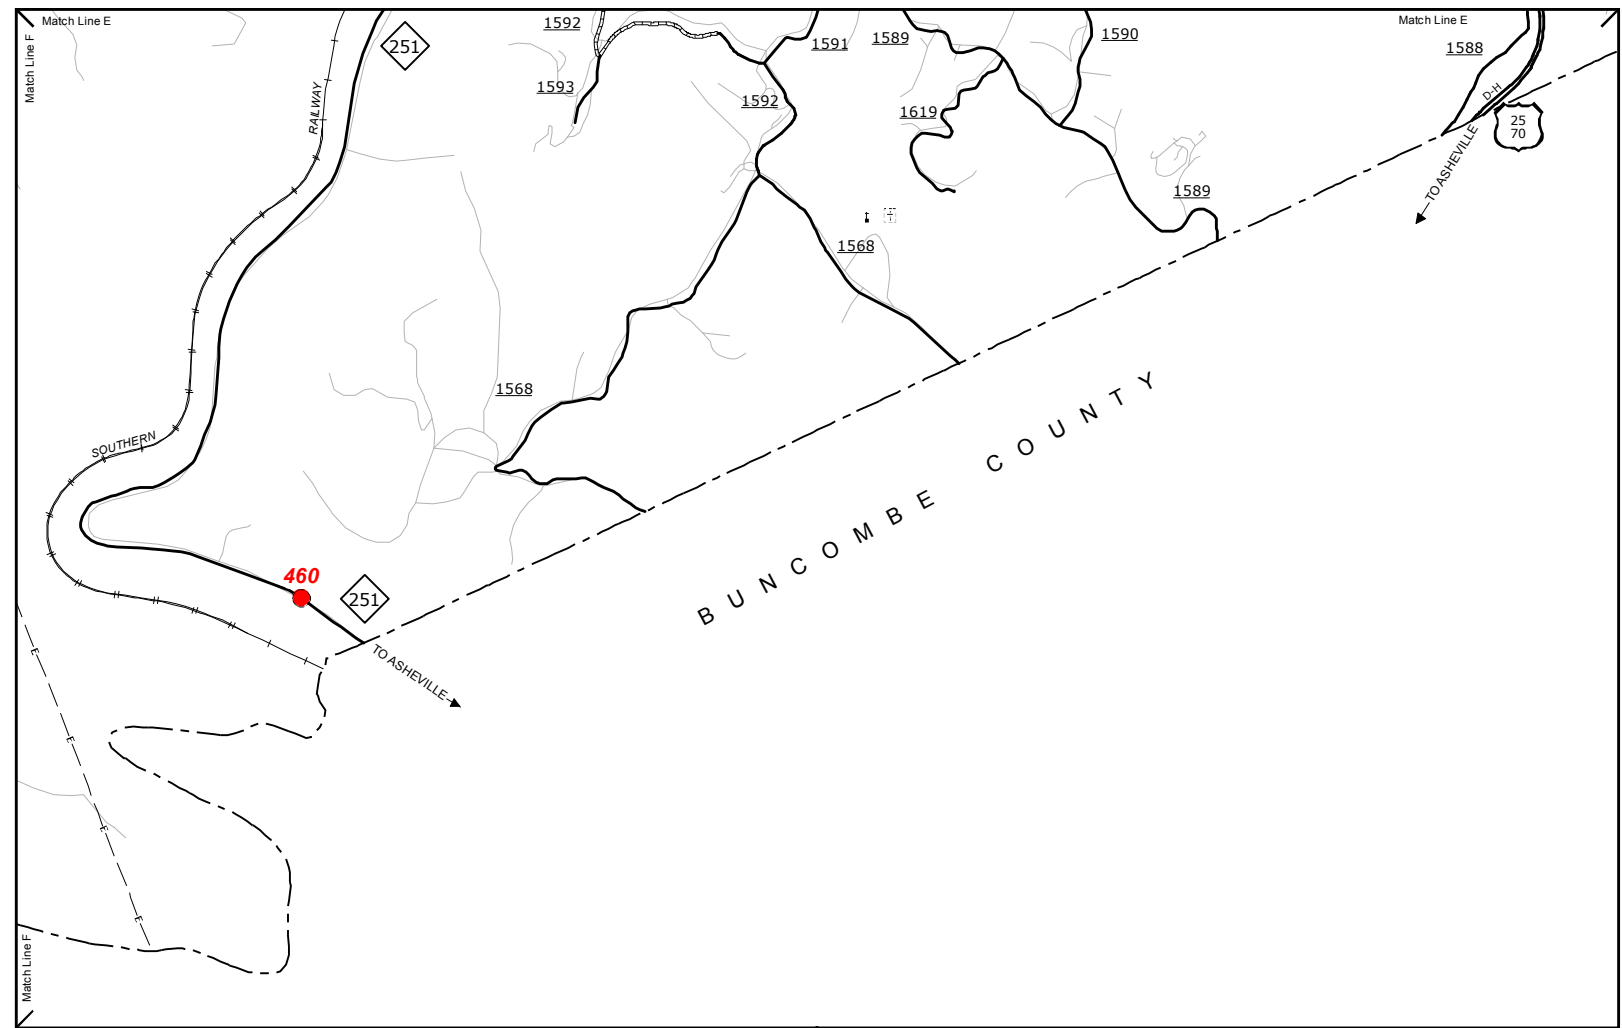 Match Line E
Match Line E
Match Line F
251
1592
1591
1589
1590
1588
1593
1592
1619
D-H
25
70
RAILWAY
TO ASHEVILLE
1589
1568
1568
SOUTHERN
BUNCOMBE COUNTY
460
251
TO ASHEVILLE
E
E
E
E
Match Line F